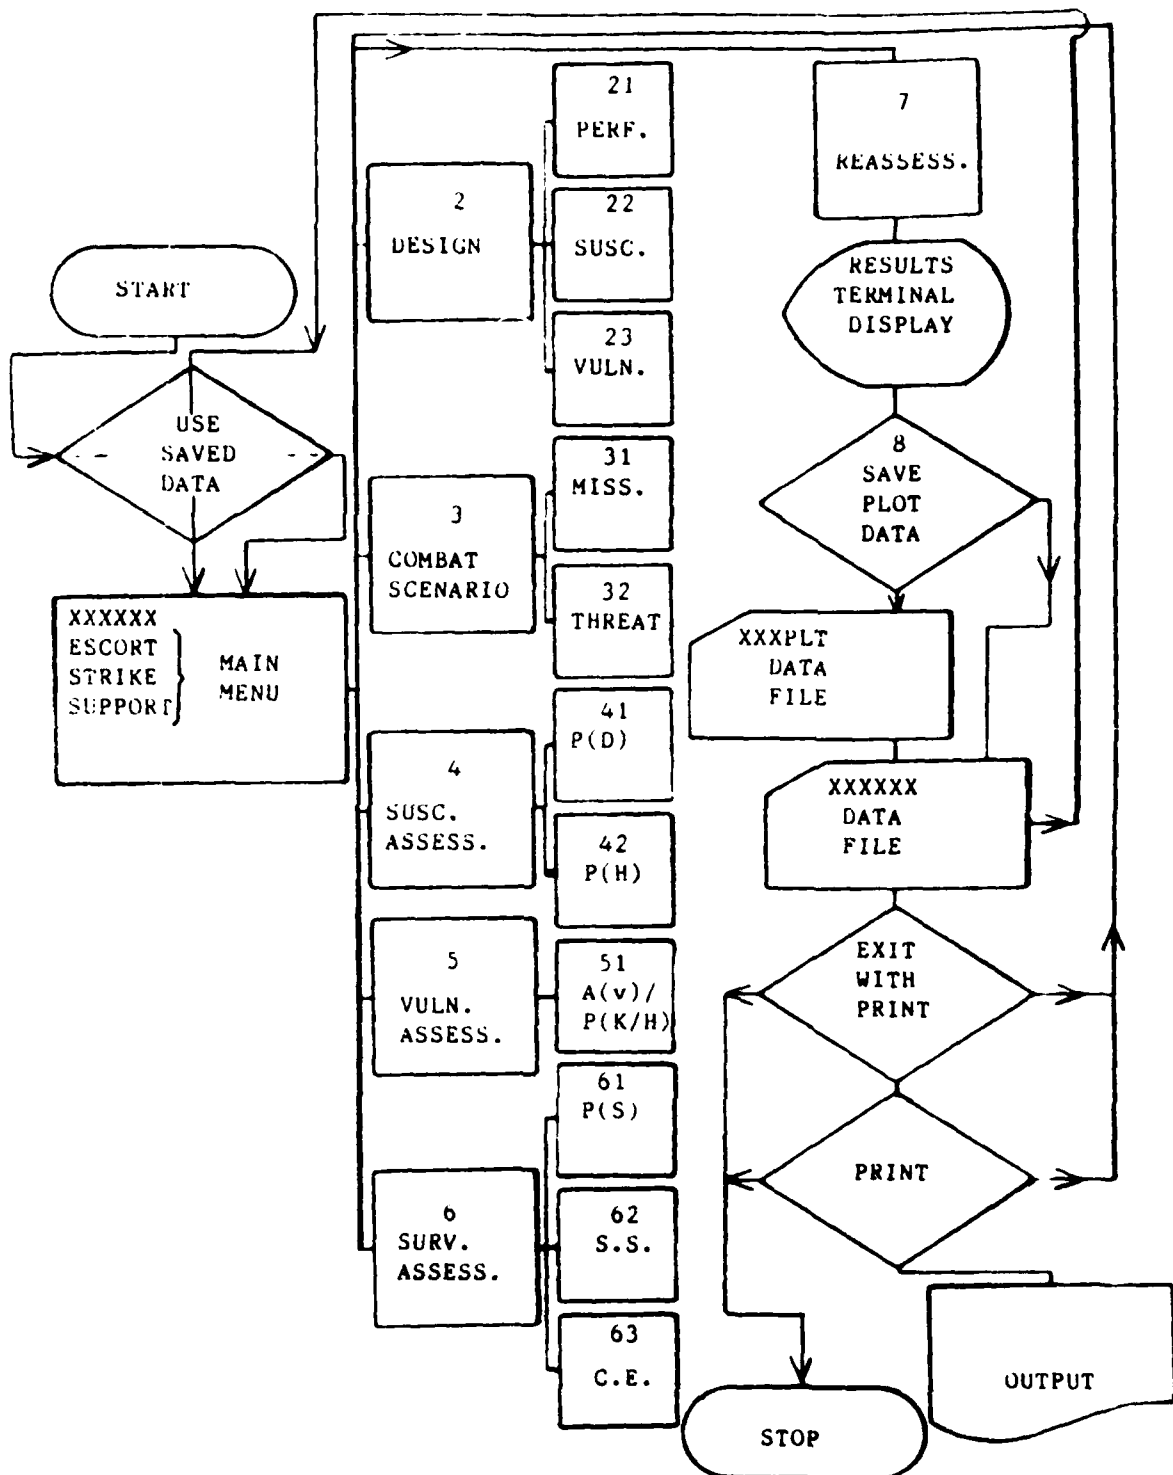 START
USE
SAVED
DATA
XXXXXX
ESCORT
STRIKE
SUPPORT
MAIN
MENU
2
DESIGN
21
PERF.
22
SUSC.
23
VULN.
3
COMBAT
SCENARIO
31
MISS.
32
THREAT
4
SUSC.
ASSESS.
41
P(D)
42
P(H)
5
VULN.
ASSESS.
51
A(v)/
P(K/H)
6
SURV.
ASSESS.
61
P(S)
62
S.S.
63
C.E.
7
REASSESS.
RESULTS
TERMINAL
DISPLAY
8
SAVE
PLOT
DATA
XXXPLT
DATA
FILE
XXXXXX
DATA
FILE
EXIT
WITH
PRINT
PRINT
OUTPUT
STOP